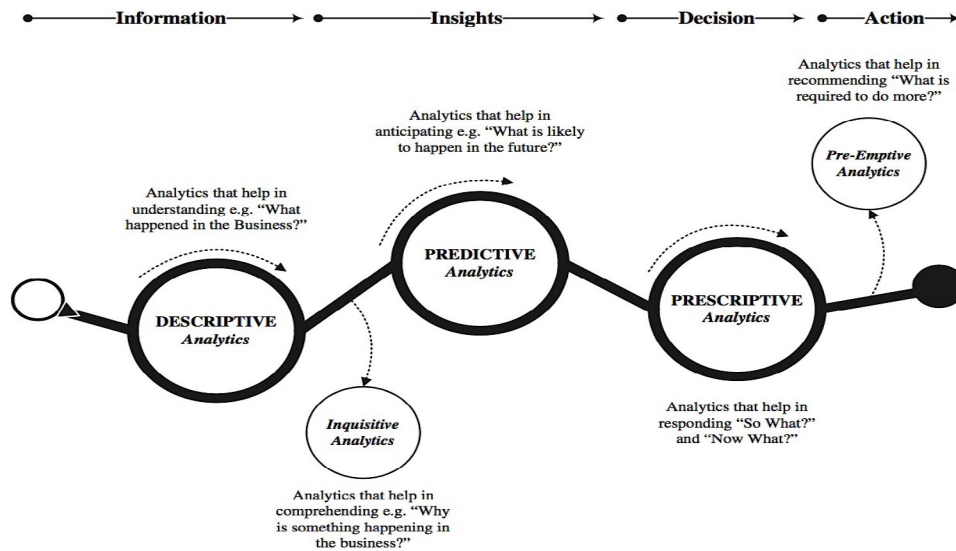 Information
Insights
Decision
Action
Analytics that help in
recommending “What is
required to do more?”
Pre-Emptive
Analytics
Analytics that help in
anticipating e.g. “What is likely
to happen in the future?”
PREDICTIVE
Analytics
Analytics that help in
understanding e.g. “What
happened in the Business?”
DESCRIPTIVE
Analytics
PRESCRIPTIVE
Analytics
Inquisitive
Analytics
Analytics that help in
responding “So What?”
and “Now What?”
Analytics that help in
comprehending e.g. “Why
is something happening in
the business?”